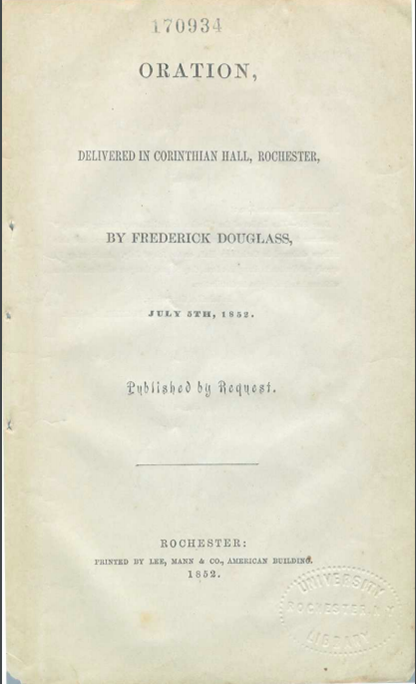 170934
ORATION,
DELIVERED IN CORINTHIAN HALL, ROCHESTER,
BY FREDERICK DOUGLASS,
JULY 5TH, 1852.
Published by Request.
ROCHESTER:
PRINTED BY LEE, MANN & CO., AMERICAN BUILDING.
1852.
UNIVERSITY
ROCHESTER, N.Y.
LIBRARY